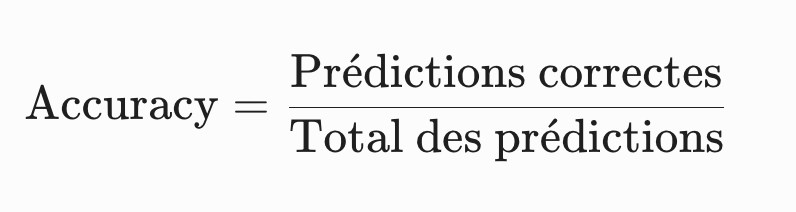 Accuracy = Prédictions correctes
Total des prédictions